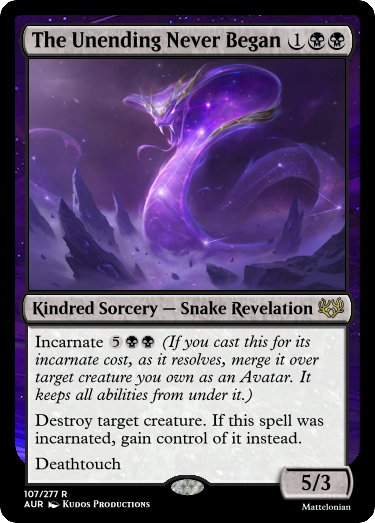 The Unending Never Began 1
Kindred Sorcery — Snake Revelation
Incarnate 5 (If you cast this for its
incarnate cost, as it resolves, merge it over
target creature you own as an Avatar. It
keeps all abilities from under it.)
Destroy target creature. If this spell was
incarnated, gain control of it instead.
Deathtouch
5/3
107/277 R
AUR Kudos Productions
Mattelonian